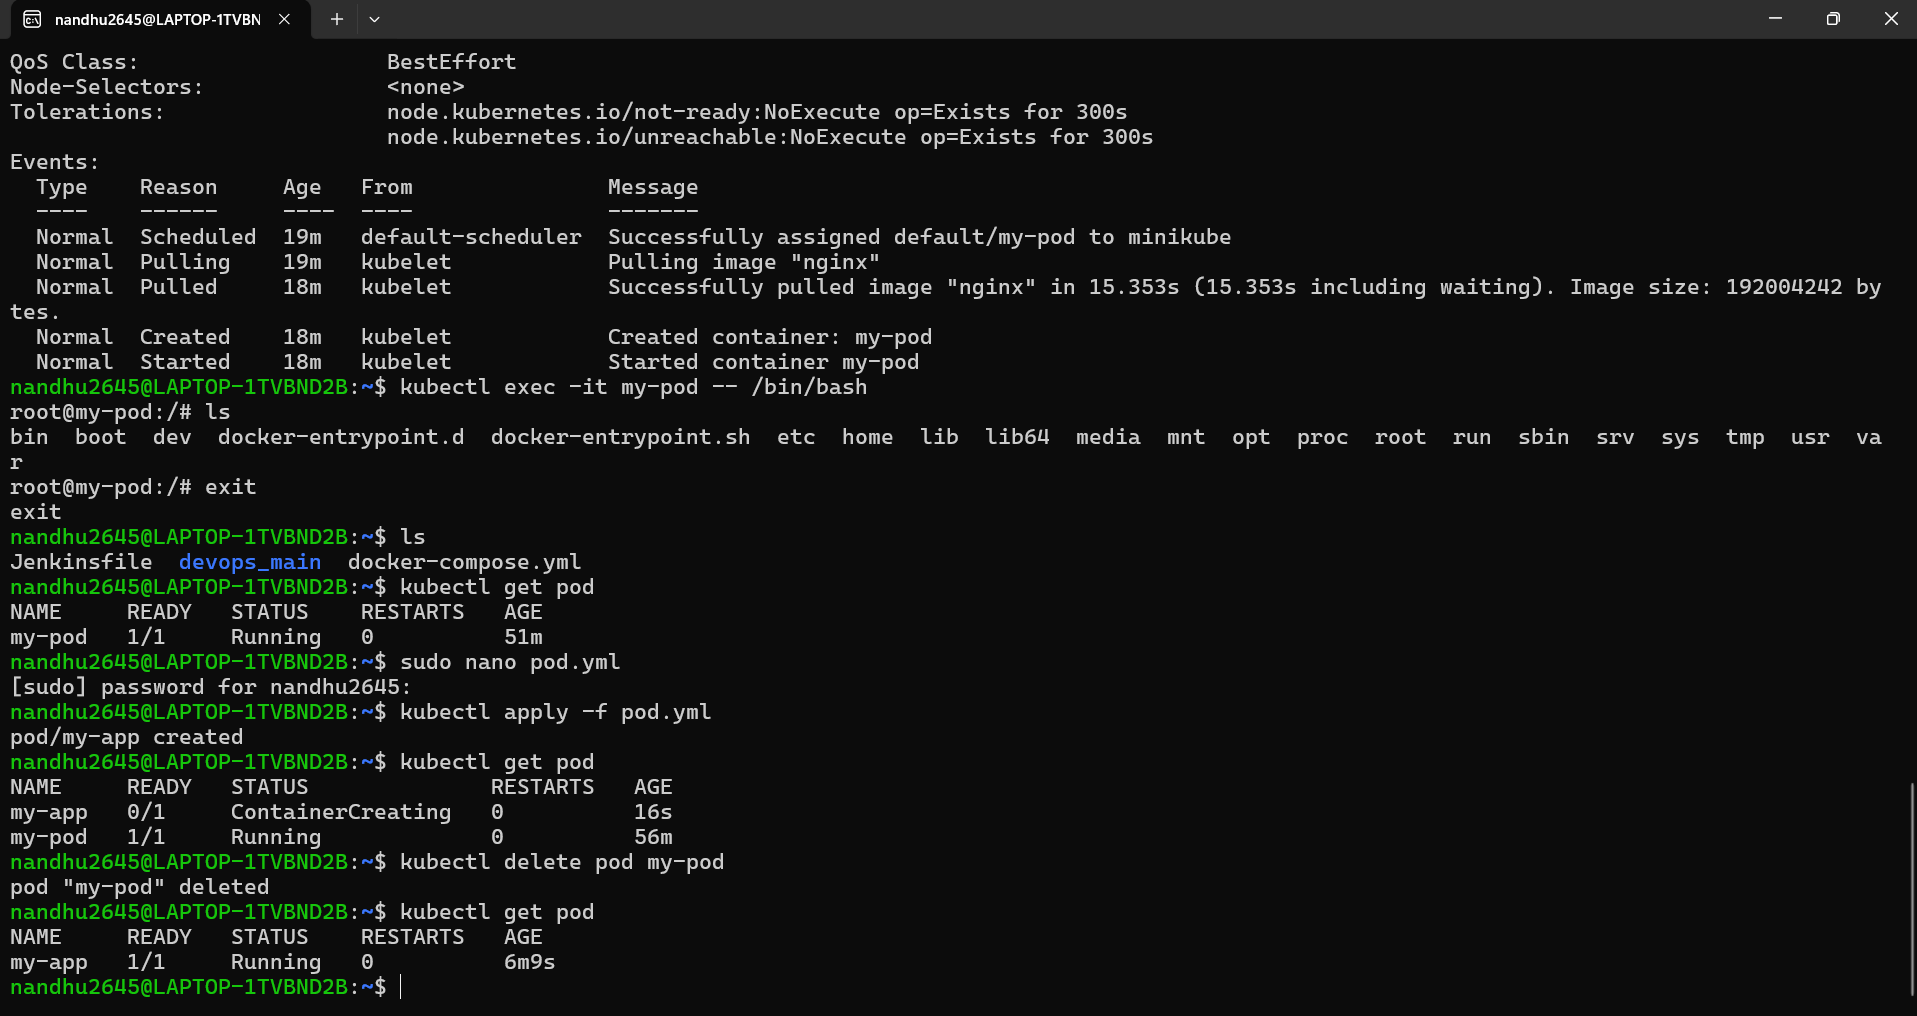 nandhu2645@LAPTOP-1TVBN
QoS Class:                   BestEffort
Node-Selectors:              <none>
Tolerations:                 node.kubernetes.io/not-ready:NoExecute op=Exists for 300s
                             node.kubernetes.io/unreachable:NoExecute op=Exists for 300s
Events:
  Type    Reason     Age   From               Message
  ----    ------     ----  ----               -------
  Normal  Scheduled  19m   default-scheduler  Successfully assigned default/my-pod to minikube
  Normal  Pulling    19m   kubelet            Pulling image "nginx"
  Normal  Pulled     18m   kubelet            Successfully pulled image "nginx" in 15.353s (15.353s including waiting). Image size: 192004242 by
tes.
  Normal  Created    18m   kubelet            Created container: my-pod
  Normal  Started    18m   kubelet            Started container my-pod
nandhu2645@LAPTOP-1TVBND2B:~$ kubectl exec -it my-pod -- /bin/bash
root@my-pod:/# ls
bin  boot  dev  docker-entrypoint.d  docker-entrypoint.sh  etc  home  lib  lib64  media  mnt  opt  proc  root  run  sbin  srv  sys  tmp  usr  va
r
root@my-pod:/# exit
exit
nandhu2645@LAPTOP-1TVBND2B:~$ ls
Jenkinsfile  devops_main  docker-compose.yml
nandhu2645@LAPTOP-1TVBND2B:~$ kubectl get pod
NAME     READY   STATUS    RESTARTS   AGE
my-pod   1/1     Running   0          51m
nandhu2645@LAPTOP-1TVBND2B:~$ sudo nano pod.yml
[sudo] password for nandhu2645:
nandhu2645@LAPTOP-1TVBND2B:~$ kubectl apply -f pod.yml
pod/my-app created
nandhu2645@LAPTOP-1TVBND2B:~$ kubectl get pod
NAME     READY   STATUS              RESTARTS   AGE
my-app   0/1     ContainerCreating   0          16s
my-pod   1/1     Running             0          56m
nandhu2645@LAPTOP-1TVBND2B:~$ kubectl delete pod my-pod
pod "my-pod" deleted
nandhu2645@LAPTOP-1TVBND2B:~$ kubectl get pod
NAME     READY   STATUS    RESTARTS   AGE
my-app   1/1     Running   0          6m9s
nandhu2645@LAPTOP-1TVBND2B:~$